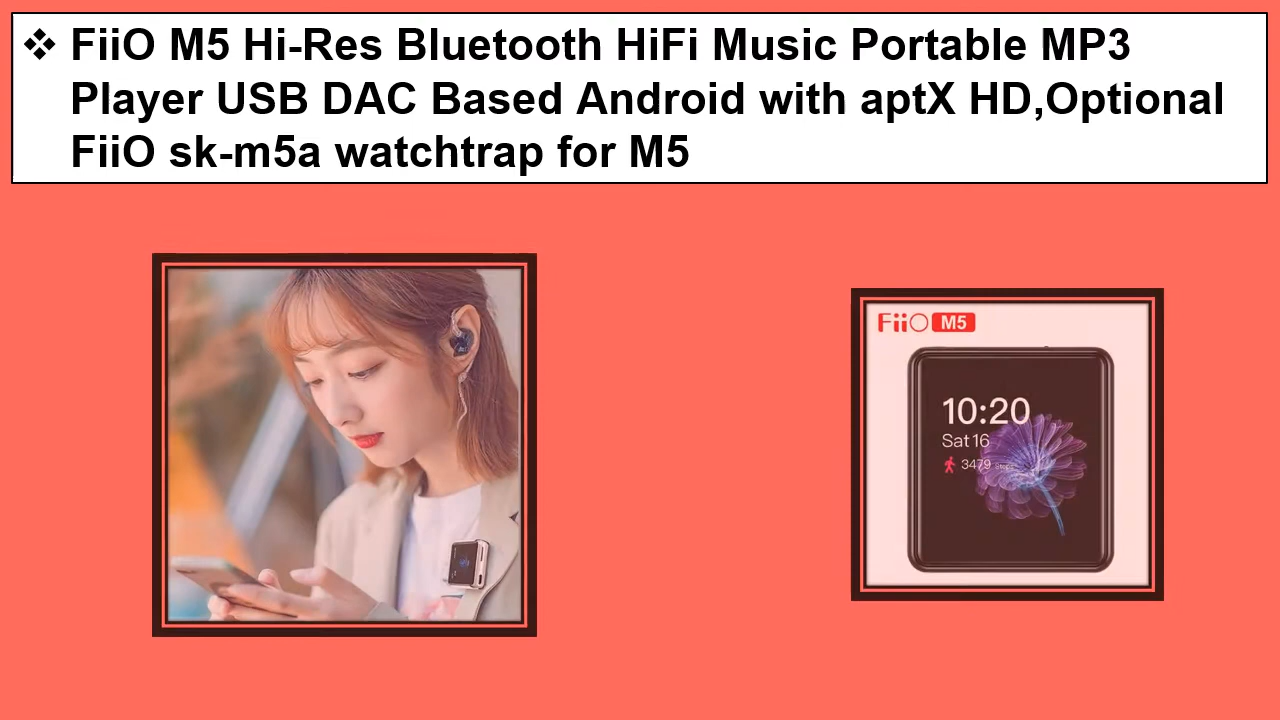 ❖ FiiO M5 Hi-Res Bluetooth HiFi Music Portable MP3
Player USB DAC Based Android with aptX HD,Optional
FiiO sk-m5a watchtrap for M5
FiiO M5
10:20
Sat 16
3479 Steps